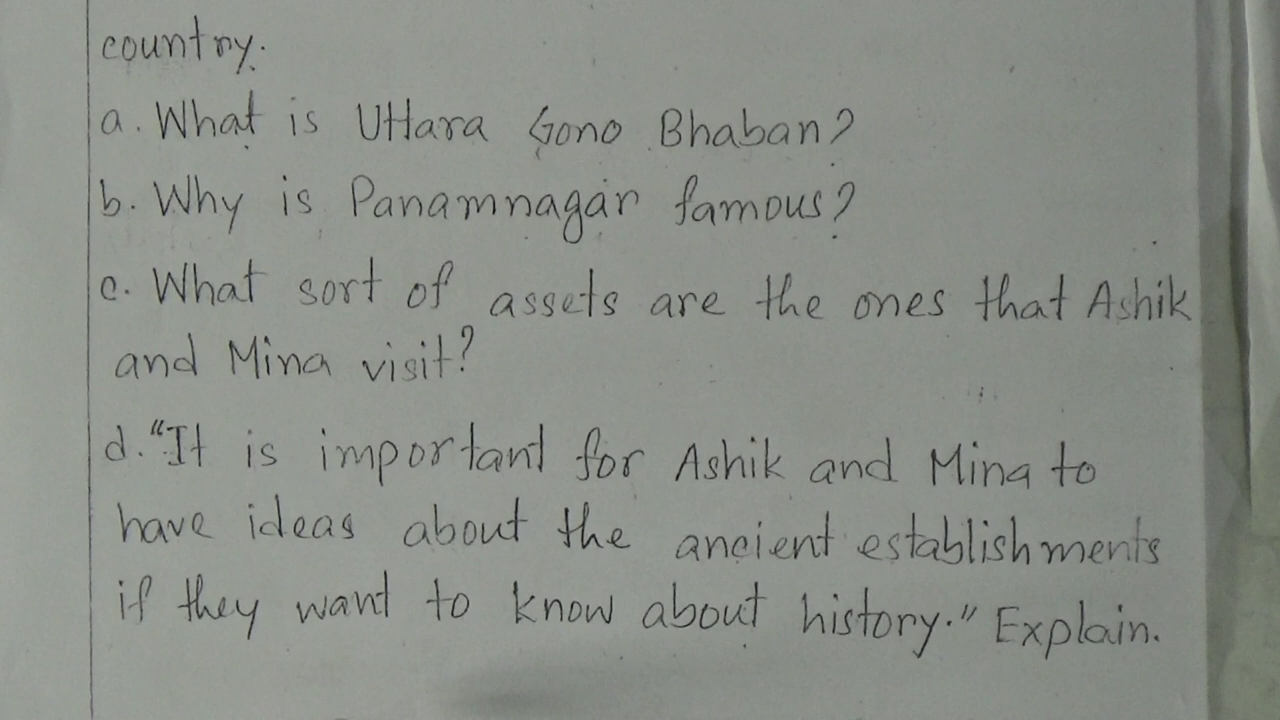 country.
a. What is Uttara Gono Bhaban?
b. Why is Panamnagar famous?
c. What sort of assets are the ones that Ashik
and Mina visit?
d. "It is important for Ashik and Mina to
have ideas about the ancient establishments
if they want to know about history." Explain.